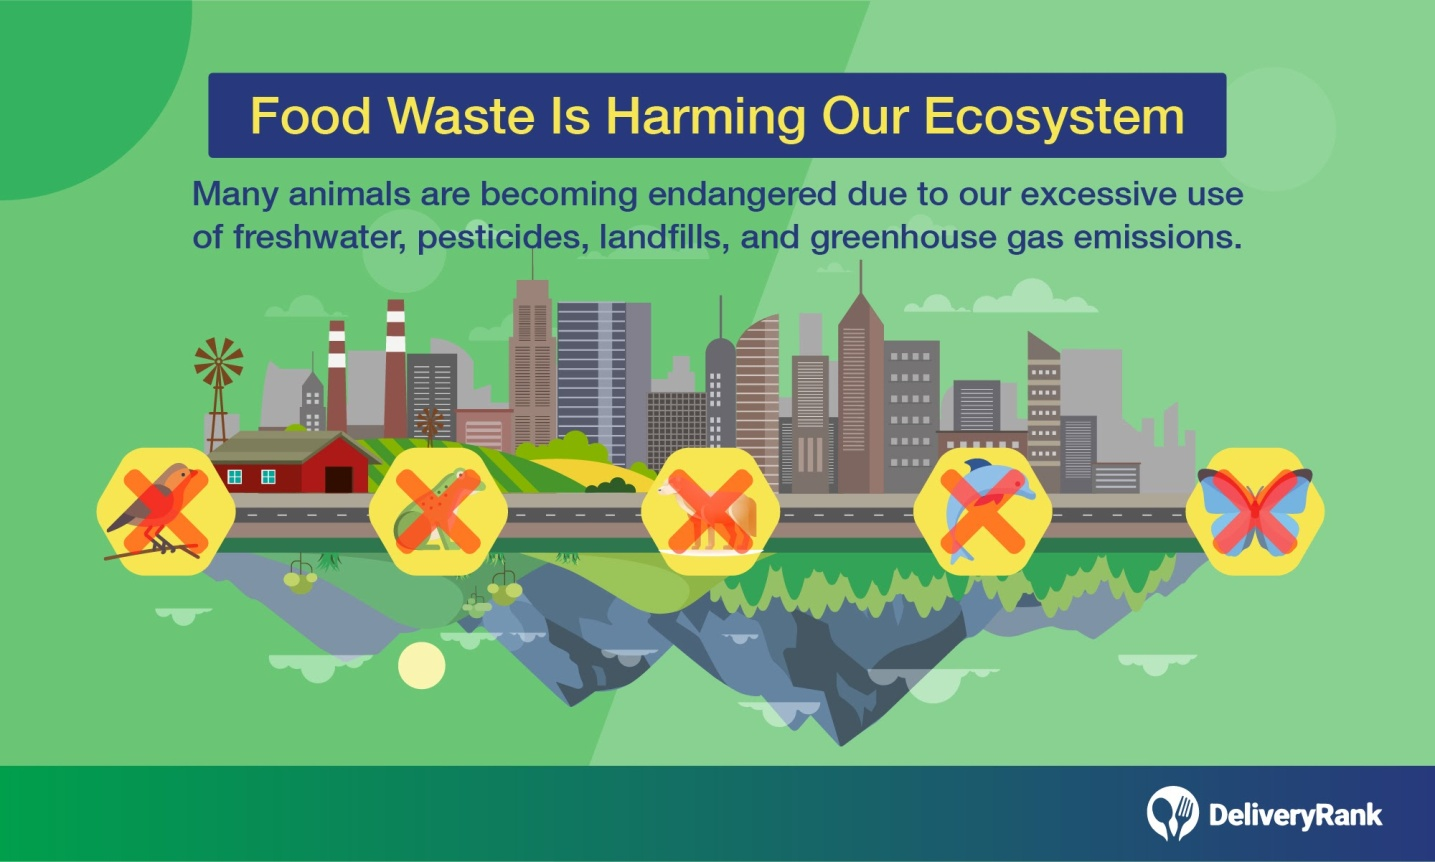 Food Waste Is Harming Our Ecosystem
Many animals are becoming endangered due to our excessive use
of freshwater, pesticides, landfills, and greenhouse gas emissions.
DeliveryRank